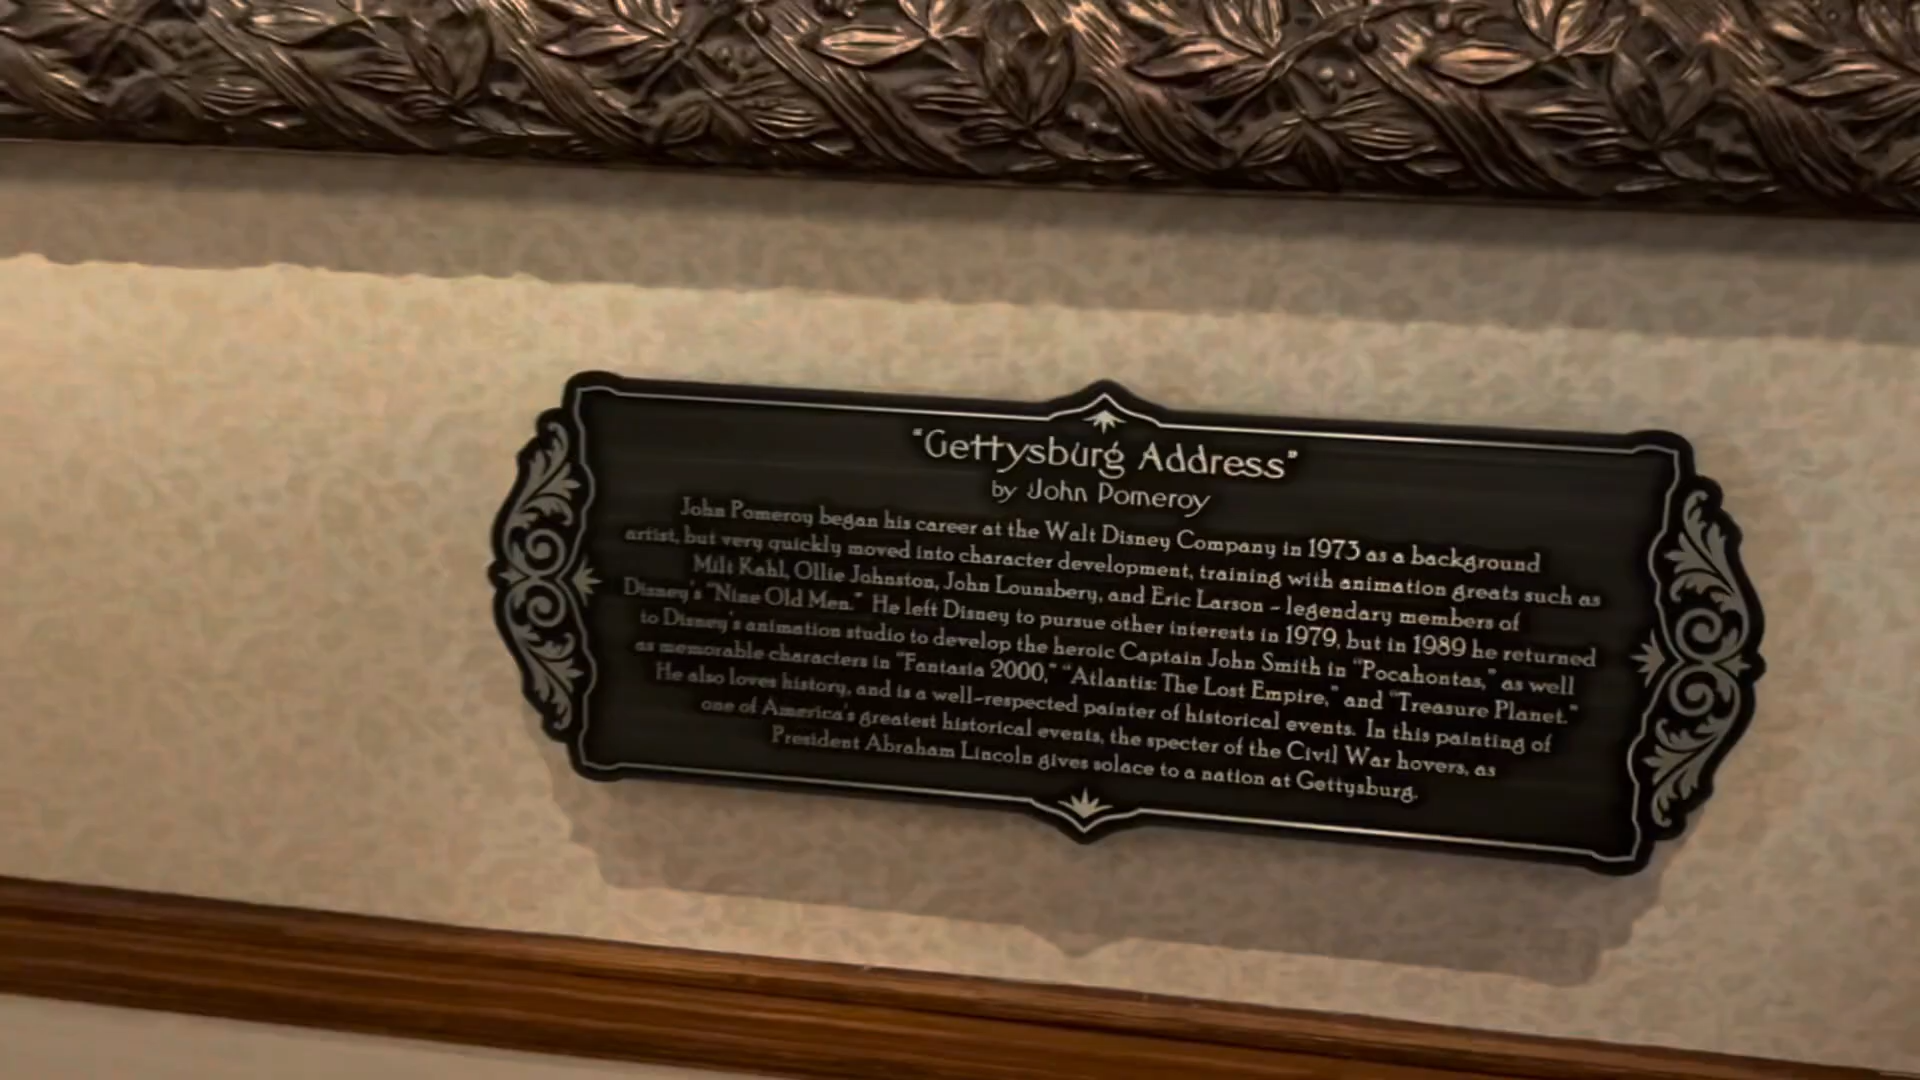 "Gettysburg Address"
by John Pomeroy
John Pomeroy began his career at the Walt Disney Company in 1973 as a background
artist, but very quickly moved into character development, training with animation greats such as
Milt Kahl, Ollie Johnston, John Lounsbery, and Eric Larson – legendary members of
Disney's "Nine Old Men." He left Disney to pursue other interests in 1979, but in 1989 he returned
to Disney's animation studio to develop the heroic Captain John Smith in "Pocahontas," as well
as memorable characters in "Fantasia 2000," "Atlantis: The Lost Empire," and "Treasure Planet."
He also loves history, and is a well-respected painter of historical events. In this painting of
one of America's greatest historical events, the specter of the Civil War hovers, as
President Abraham Lincoln gives solace to a nation at Gettysburg.